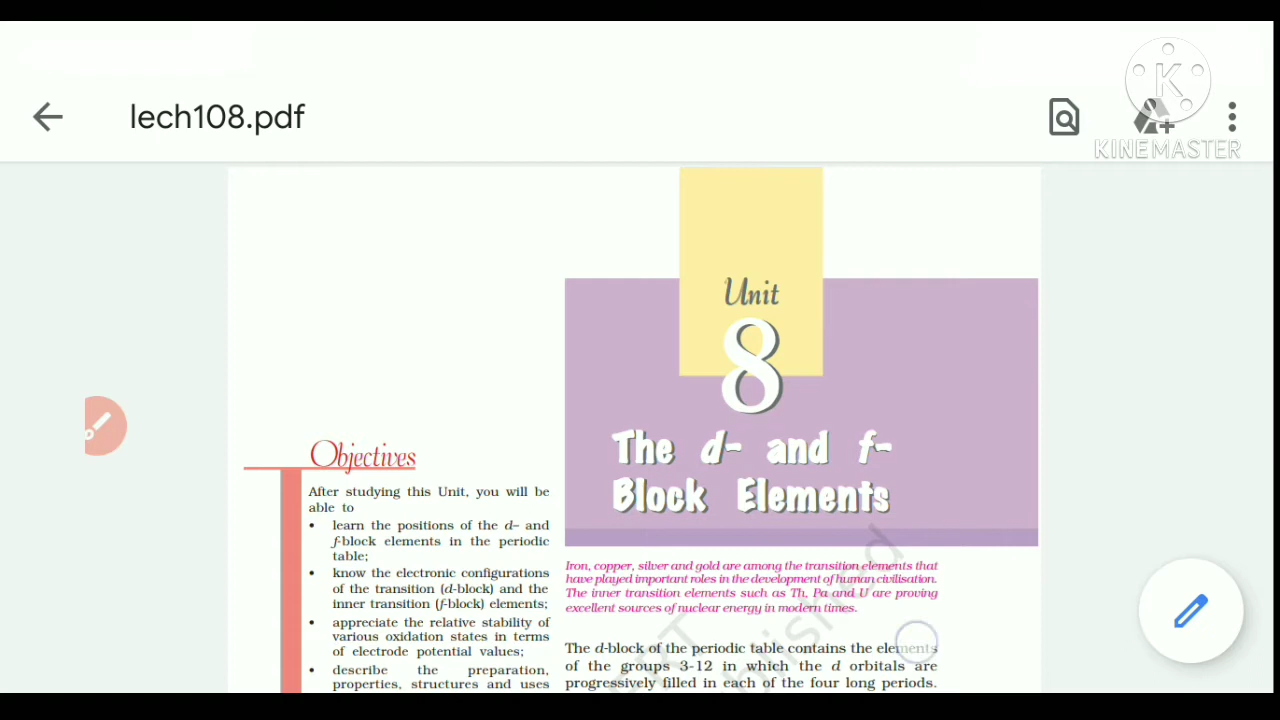 lech108.pdf
K
KINEMASTER
Unit
8
The d- and f-
Block Elements
Objectives
After studying this Unit, you will be
able to
• learn the positions of the d– and
f-block elements in the periodic
table;
• know the electronic configurations
of the transition (d-block) and the
inner transition (f-block) elements;
• appreciate the relative stability of
various oxidation states in terms
of electrode potential values;
• describe the preparation,
properties, structures and uses
Iron, copper, silver and gold are among the transition elements that
have played important roles in the development of human civilisation.
The inner transition elements such as Th, Pa and U are proving
excellent sources of nuclear energy in modern times.
The d-block of the periodic table contains the elements
of the groups 3-12 in which the d orbitals are
progressively filled in each of the four long periods.